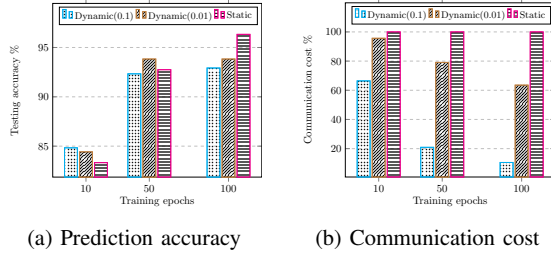 Dynamic(0.1) Dynamic(0.01) Static
Testing accuracy %
95
90
85
10 50 100
Training epochs
(a) Prediction accuracy
Dynamic(0.1) Dynamic(0.01) Static
Communication cost %
100
80
60
40
20
10 50 100
Training epochs
(b) Communication cost